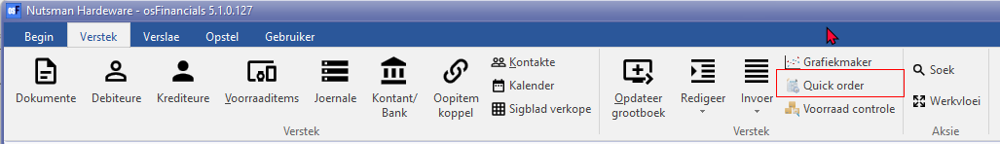 osF Nutsman Hardeware - osFinancials 5.1.0.127
Begin Verstek Verslae Opstel Gebruiker
Dokumente
Debiteure
Krediteure
Voorraaditems
Joernale
Kontant/
Bank
Oopitem
koppel
Kontakte
Kalender
Sigblad verkope
Verstek
Opdateer
grootboek
Redigeer
Invoer
Grafiekmaker
Quick order
Voorraad controle
Verstek
Soek
Werkvloei
Aksie